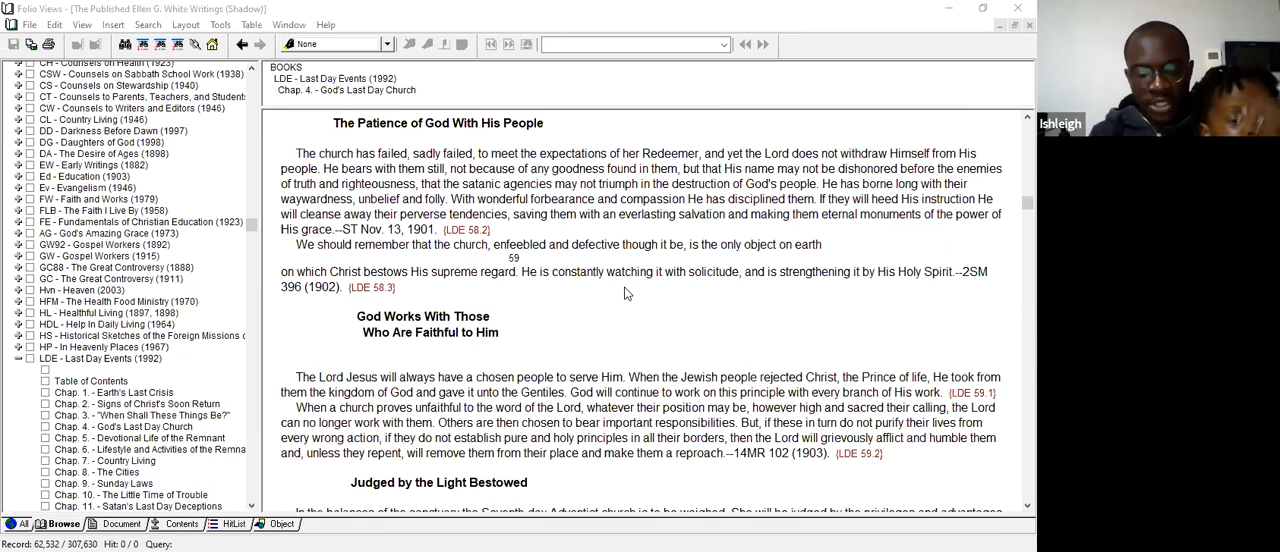 Folio Views - [The Published Ellen G. White Writings (Shadow)]
File Edit View Insert Search Layout Tools Table Window Help
None
CH - Counsels on Health (1923)
CSW - Counsels on Sabbath School Work (1938)
CS - Counsels on Stewardship (1940)
CT - Counsels to Parents, Teachers, and Student
CW - Counsels to Writers and Editors (1946)
CL - Country Living (1946)
DD - Darkness Before Dawn (1997)
DG - Daughters of God (1998)
DA - The Desire of Ages (1898)
EW - Early Writings (1882)
Ed - Education (1903)
Ev - Evangelism (1946)
FW - Faith and Works (1979)
FLB - The Faith I Live By (1958)
FE - Fundamentals of Christian Education (1923)
AG - God's Amazing Grace (1973)
GW92 - Gospel Workers (1892)
GW - Gospel Workers (1915)
GC88 - The Great Controversy (1888)
GC - The Great Controversy (1911)
Hvn - Heaven (2003)
HFM - The Health Food Ministry (1970)
HL - Healthful Living (1897, 1898)
HDL - Help In Daily Living (1964)
HS - Historical Sketches of the Foreign Missions o
HP - In Heavenly Places (1967)
LDE - Last Day Events (1992)
Table of Contents
Chap. 1. - Earth's Last Crisis
Chap. 2. - Signs of Christ's Soon Return
Chap. 3. - "When Shall These Things Be?"
Chap. 4. - God's Last Day Church
Chap. 5. - Devotional Life of the Remnant
Chap. 6. - Lifestyle and Activities of the Remna
Chap. 7. - Country Living
Chap. 8. - The Cities
Chap. 9. - Sunday Laws
Chap. 10. - The Little Time of Trouble
Chap. 11. - Satan's Last Day Deceptions
BOOKS
LDE - Last Day Events (1992)
Chap. 4. - God's Last Day Church
The Patience of God With His People
The church has failed, sadly failed, to meet the expectations of her Redeemer, and yet the Lord does not withdraw Himself from His
people. He bears with them still, not because of any goodness found in them, but that His name may not be dishonored before the enemies
of truth and righteousness, that the satanic agencies may not triumph in the destruction of God's people. He has borne long with their
waywardness, unbelief and folly. With wonderful forbearance and compassion He has disciplined them. If they will heed His instruction He
will cleanse away their perverse tendencies, saving them with an everlasting salvation and making them eternal monuments of the power of
His grace.--ST Nov. 13, 1901. {LDE 58.2}
We should remember that the church, enfeebled and defective though it be, is the only object on earth
59
on which Christ bestows His supreme regard. He is constantly watching it with solicitude, and is strengthening it by His Holy Spirit.--2SM
396 (1902). {LDE 58.3}
God Works With Those
Who Are Faithful to Him
The Lord Jesus will always have a chosen people to serve Him. When the Jewish people rejected Christ, the Prince of life, He took from
them the kingdom of God and gave it unto the Gentiles. God will continue to work on this principle with every branch of His work. {LDE 59.1}
When a church proves unfaithful to the word of the Lord, whatever their position may be, however high and sacred their calling, the Lord
can no longer work with them. Others are then chosen to bear important responsibilities. But, if these in turn do not purify their lives from
every wrong action, if they do not establish pure and holy principles in all their borders, then the Lord will grievously afflict and humble them
and, unless they repent, will remove them from their place and make them a reproach.--14MR 102 (1903). {LDE 59.2}
Judged by the Light Bestowed
In the balances of the sanctuary the Seventh-day Adventist church is to be weighed. She will be judged by the privileges and advantages
All Browse Document Contents HitList Object
Record: 62,532 / 307,630 Hit: 0 / 0 Query:
Ishleigh